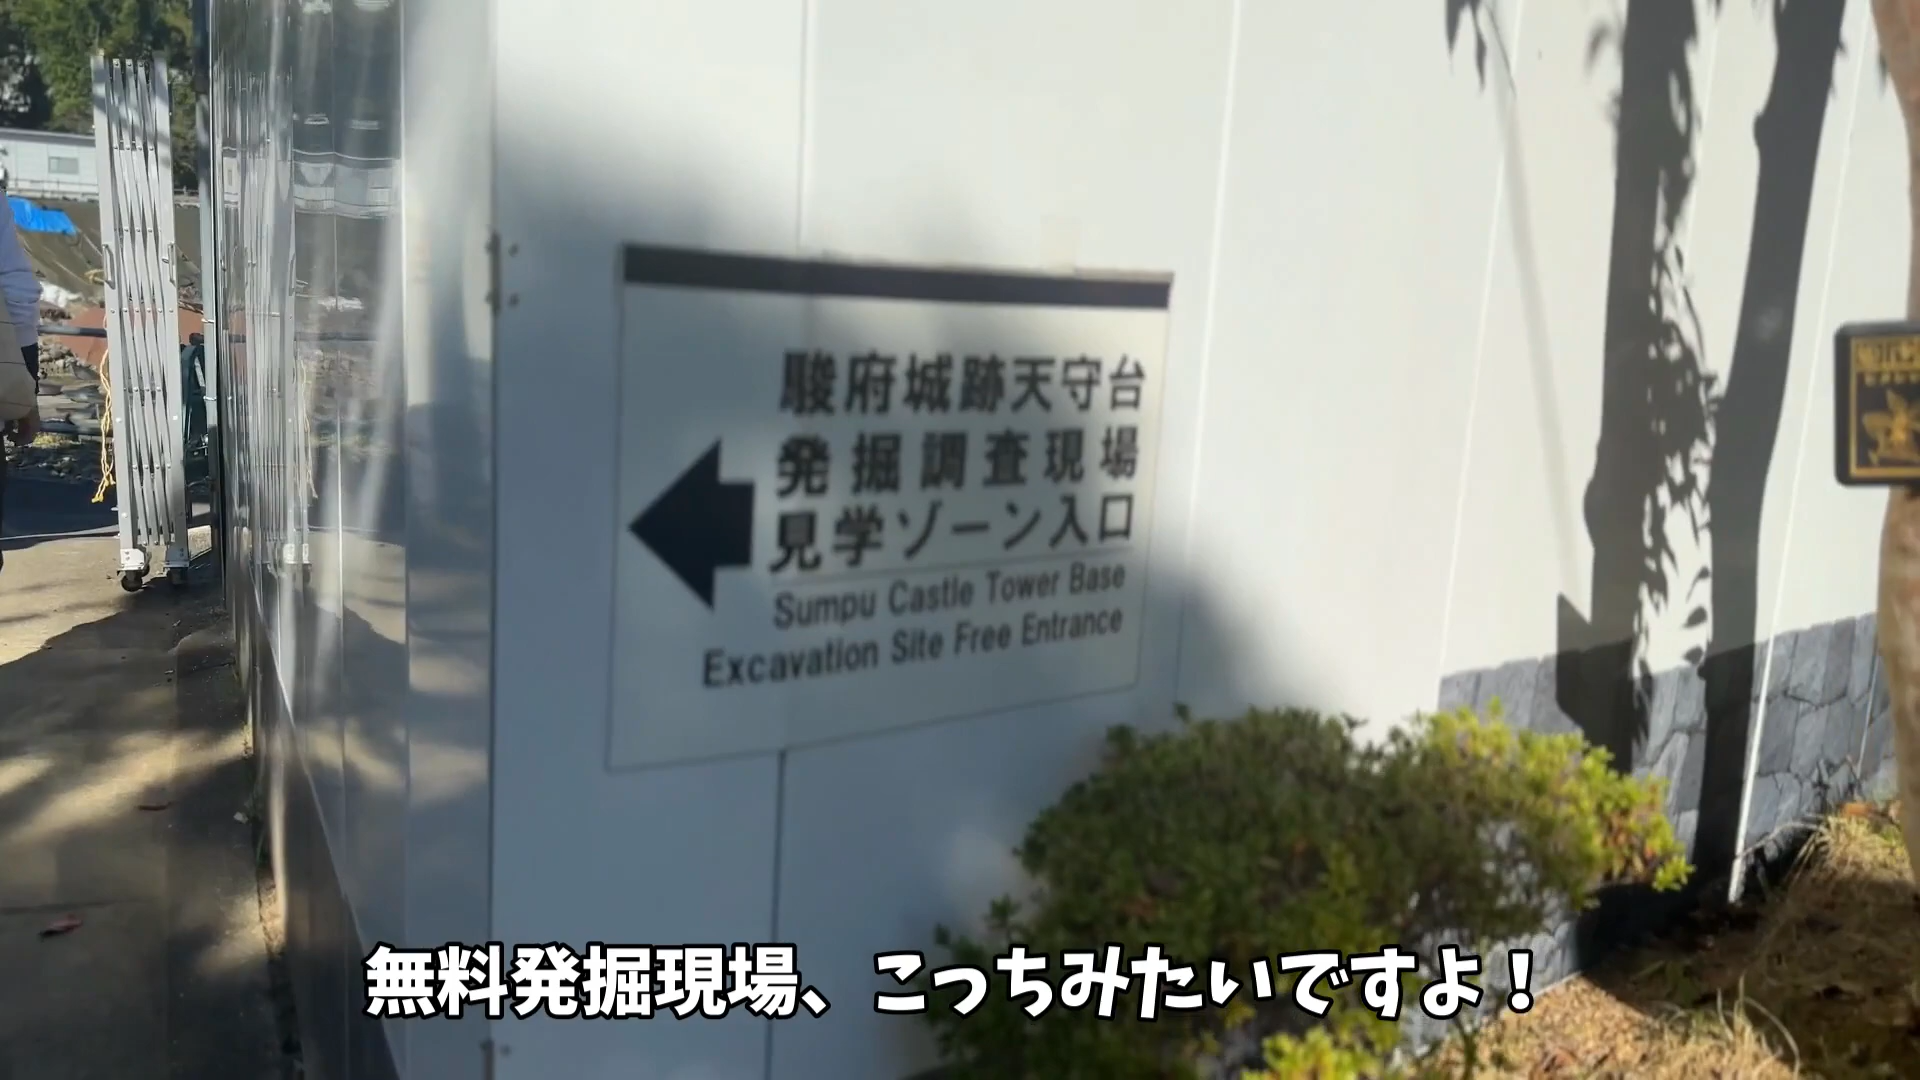 駿府城跡天守台
発掘調査現場
見学ゾーン入口
Sumpu Castle Tower Base
Excavation Site Free Entrance
無料発掘現場、こっちみたいですよ！